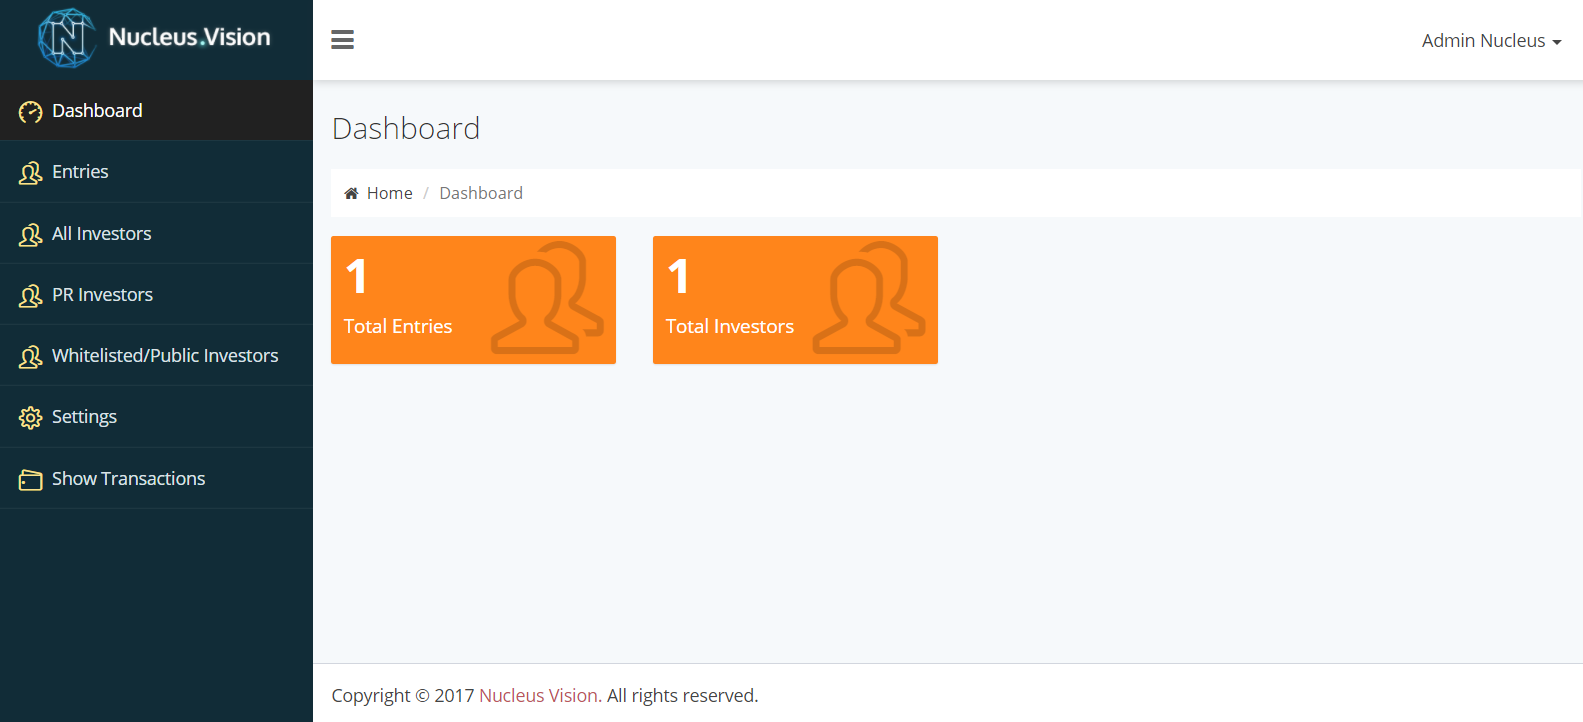 Nucleus.Vision
Admin Nucleus
Dashboard
Entries
All Investors
PR Investors
Whitelisted/Public Investors
Settings
Show Transactions
Dashboard
Home / Dashboard
1
Total Entries
1
Total Investors
Copyright © 2017 Nucleus Vision. All rights reserved.